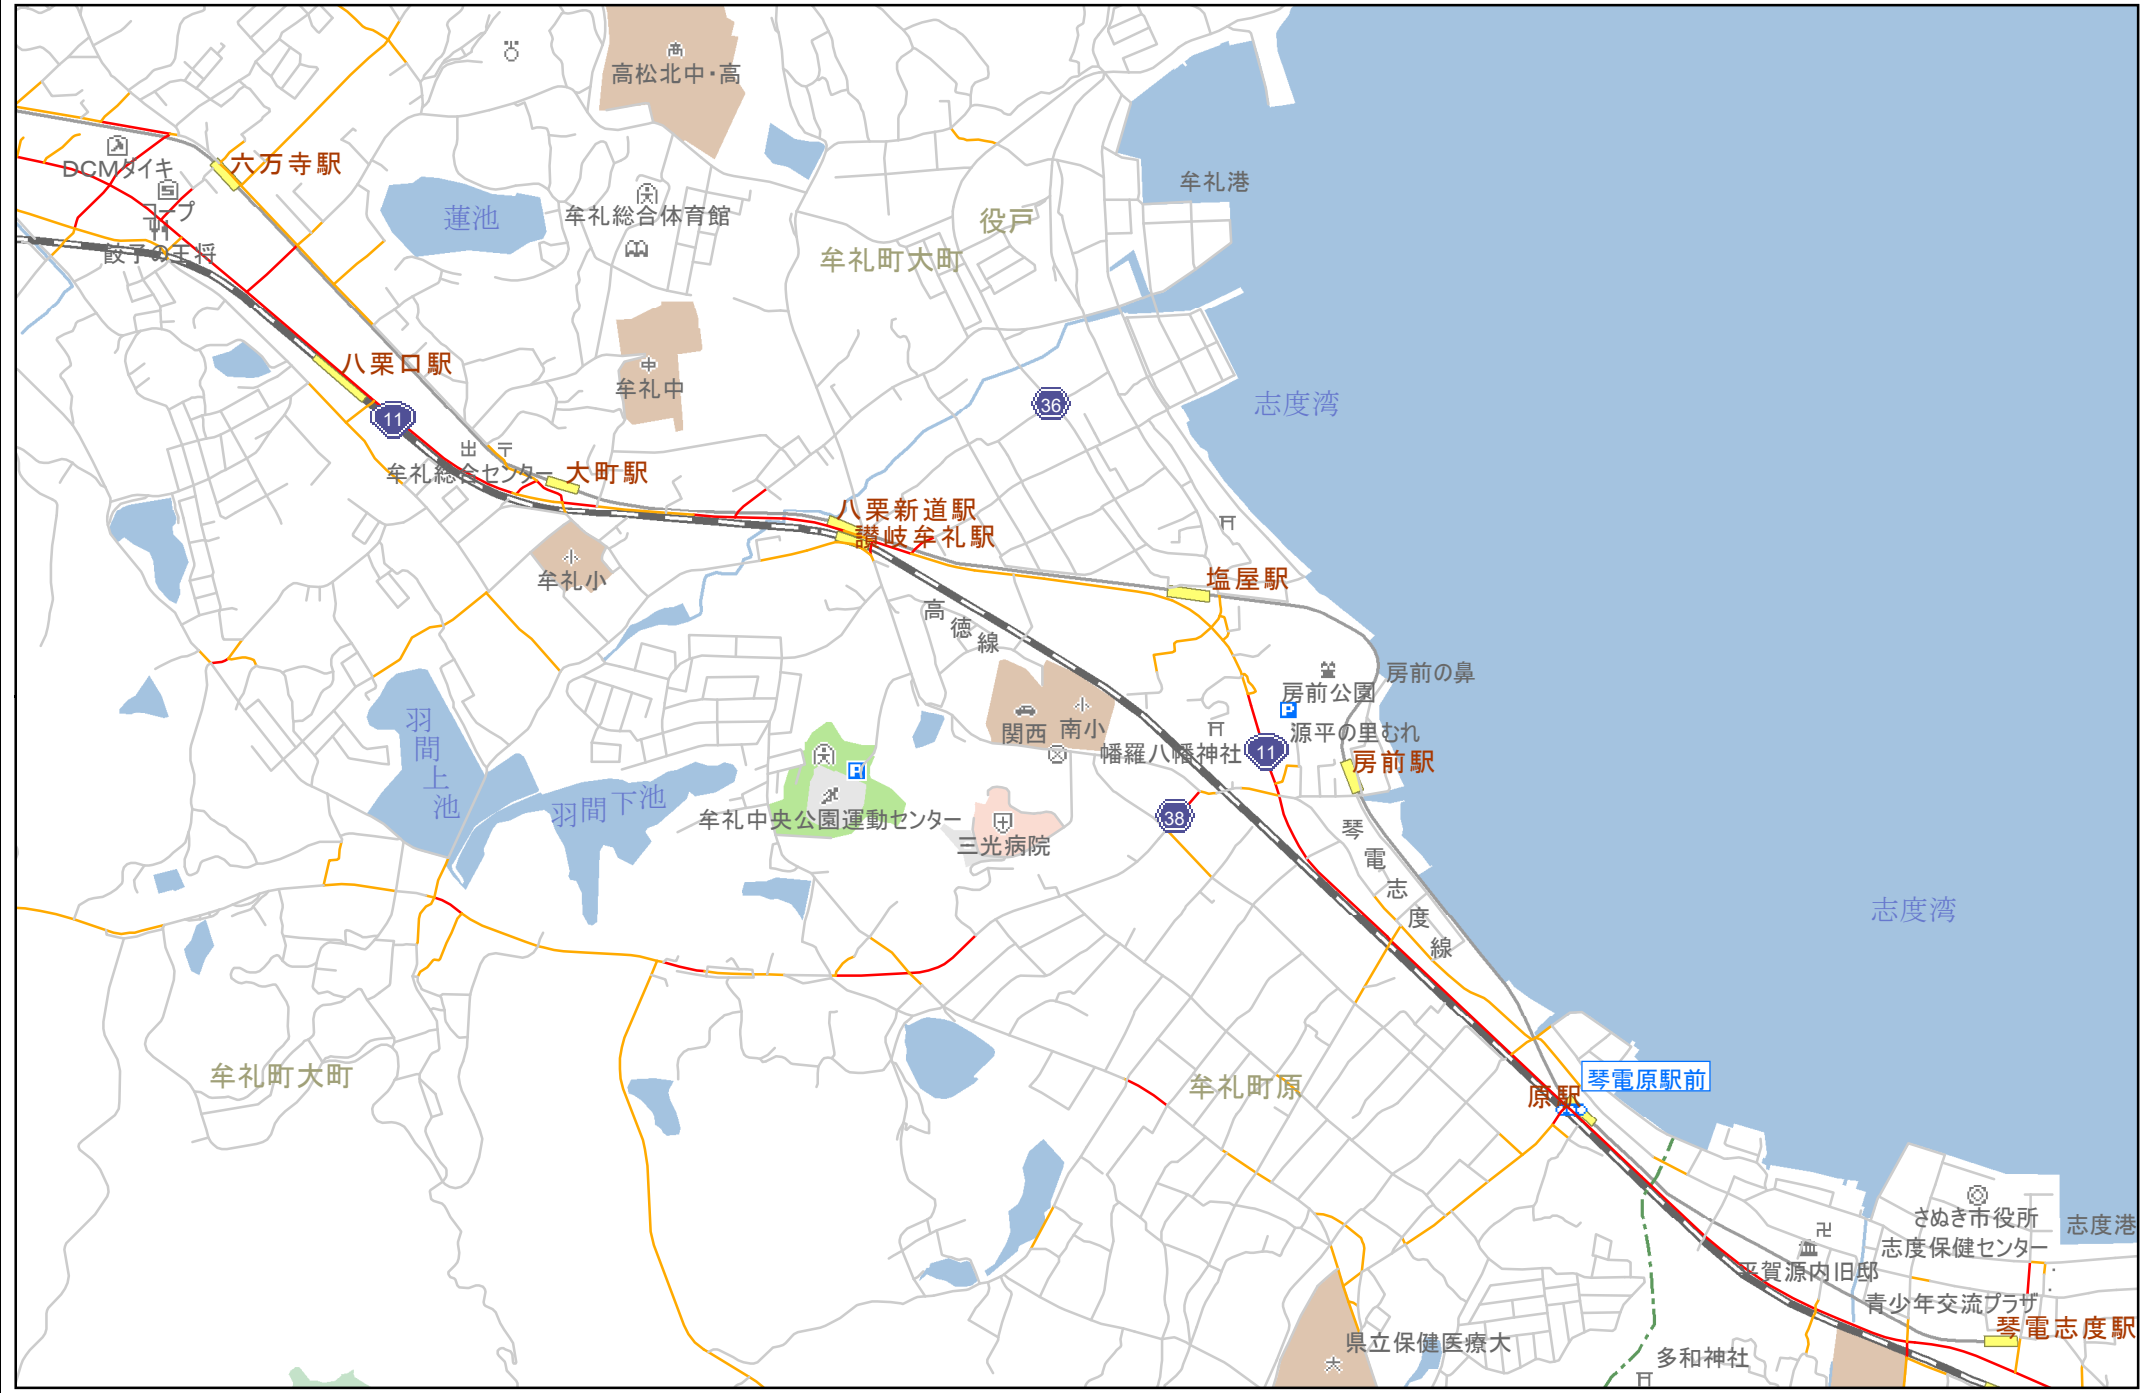 高松北中・高
六万寺駅
DCMダイキ
コープ
餃子の王将
蓮池
牟礼総合体育館
牟礼町大町
役戸
牟礼港
八栗口駅
11
牟礼中
36
志度湾
牟礼総合センター
大町駅
八栗新道駅
讃岐牟礼駅
牟礼小
塩屋駅
高徳線
房前の鼻
房前公園
P
源平の里むれ
関西
南小
幡羅八幡神社
11
房前駅
羽間上池
羽間下池
P
牟礼中央公園運動センター
三光病院
38
琴電志度線
志度湾
牟礼町大町
牟礼町原
琴電原駅前
原駅
さぬき市役所
志度保健センター
志度港
平賀源内旧邸
青少年交流プラザ
琴電志度駅
県立保健医療大
多和神社